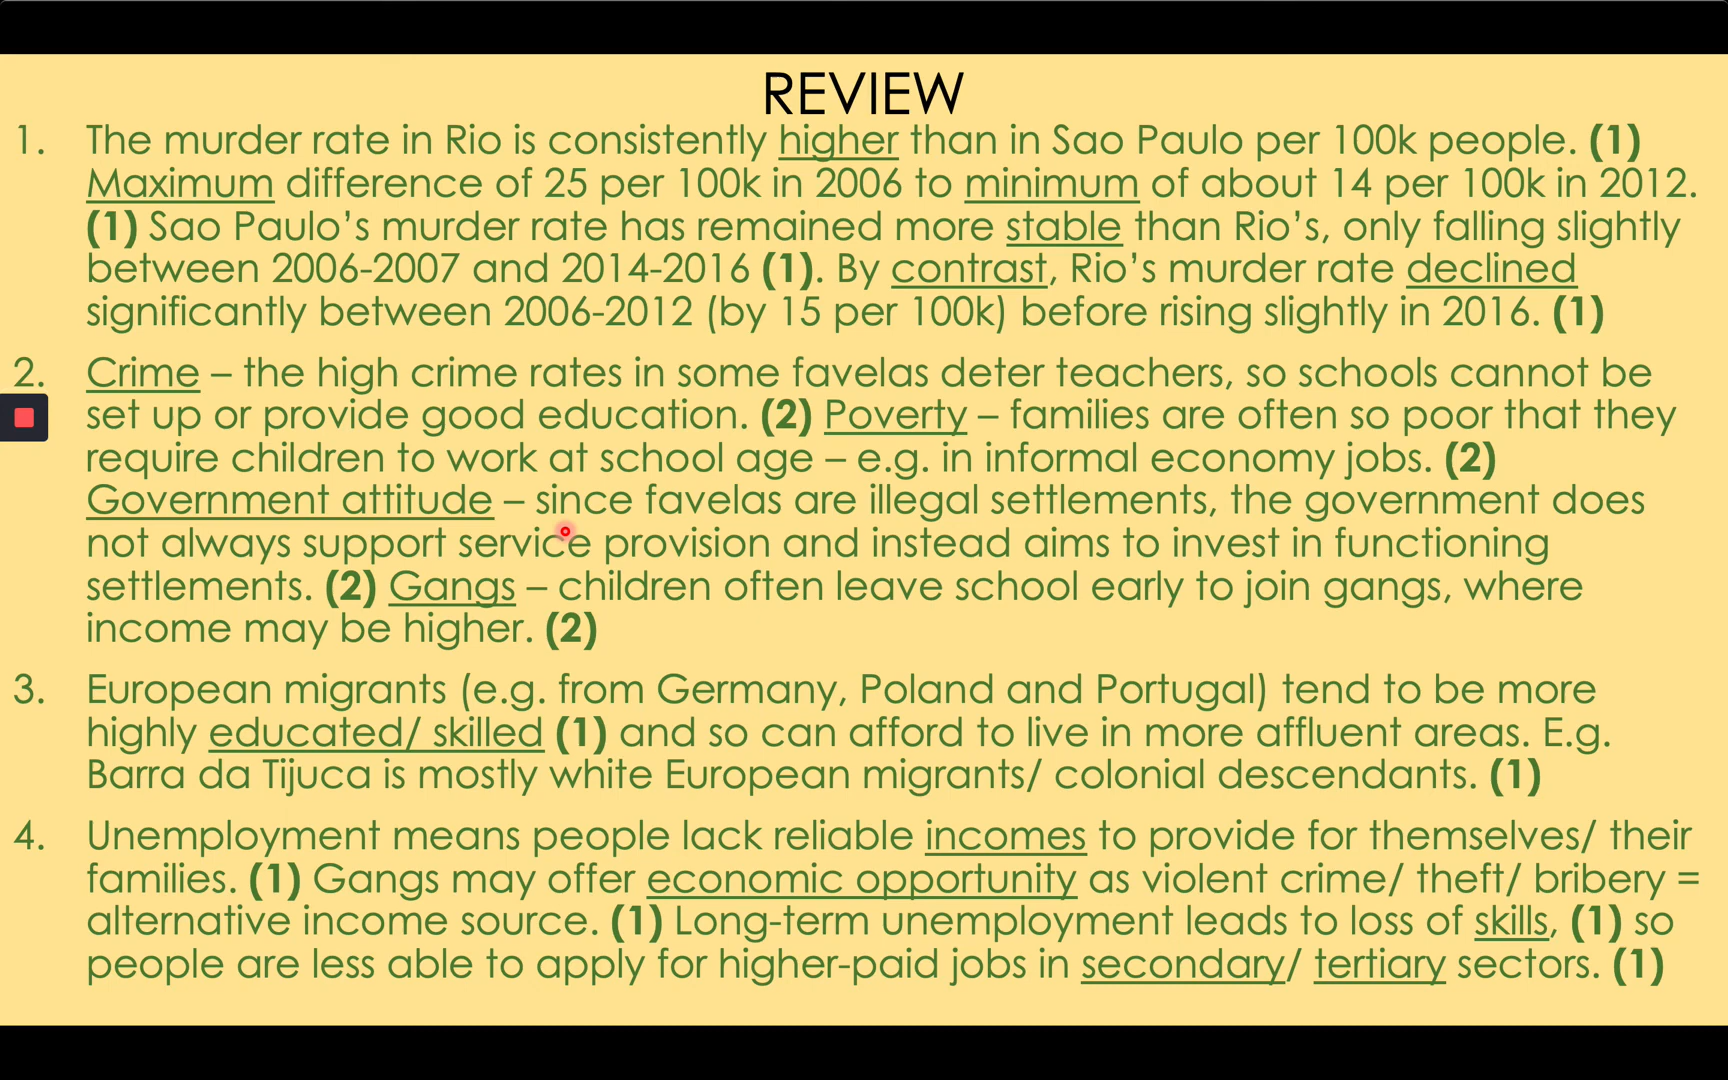 REVIEW
1. The murder rate in Rio is consistently higher than in Sao Paulo per 100k people. (1)
Maximum difference of 25 per 100k in 2006 to minimum of about 14 per 100k in 2012.
(1) Sao Paulo’s murder rate has remained more stable than Rio’s, only falling slightly
between 2006-2007 and 2014-2016 (1). By contrast, Rio’s murder rate declined
significantly between 2006-2012 (by 15 per 100k) before rising slightly in 2016. (1)
2. Crime – the high crime rates in some favelas deter teachers, so schools cannot be
set up or provide good education. (2) Poverty – families are often so poor that they
require children to work at school age – e.g. in informal economy jobs. (2)
Government attitude – since favelas are illegal settlements, the government does
not always support service provision and instead aims to invest in functioning
settlements. (2) Gangs – children often leave school early to join gangs, where
income may be higher. (2)
3. European migrants (e.g. from Germany, Poland and Portugal) tend to be more
highly educated/ skilled (1) and so can afford to live in more affluent areas. E.g.
Barra da Tijuca is mostly white European migrants/ colonial descendants. (1)
4. Unemployment means people lack reliable incomes to provide for themselves/ their
families. (1) Gangs may offer economic opportunity as violent crime/ theft/ bribery =
alternative income source. (1) Long-term unemployment leads to loss of skills, (1) so
people are less able to apply for higher-paid jobs in secondary/ tertiary sectors. (1)